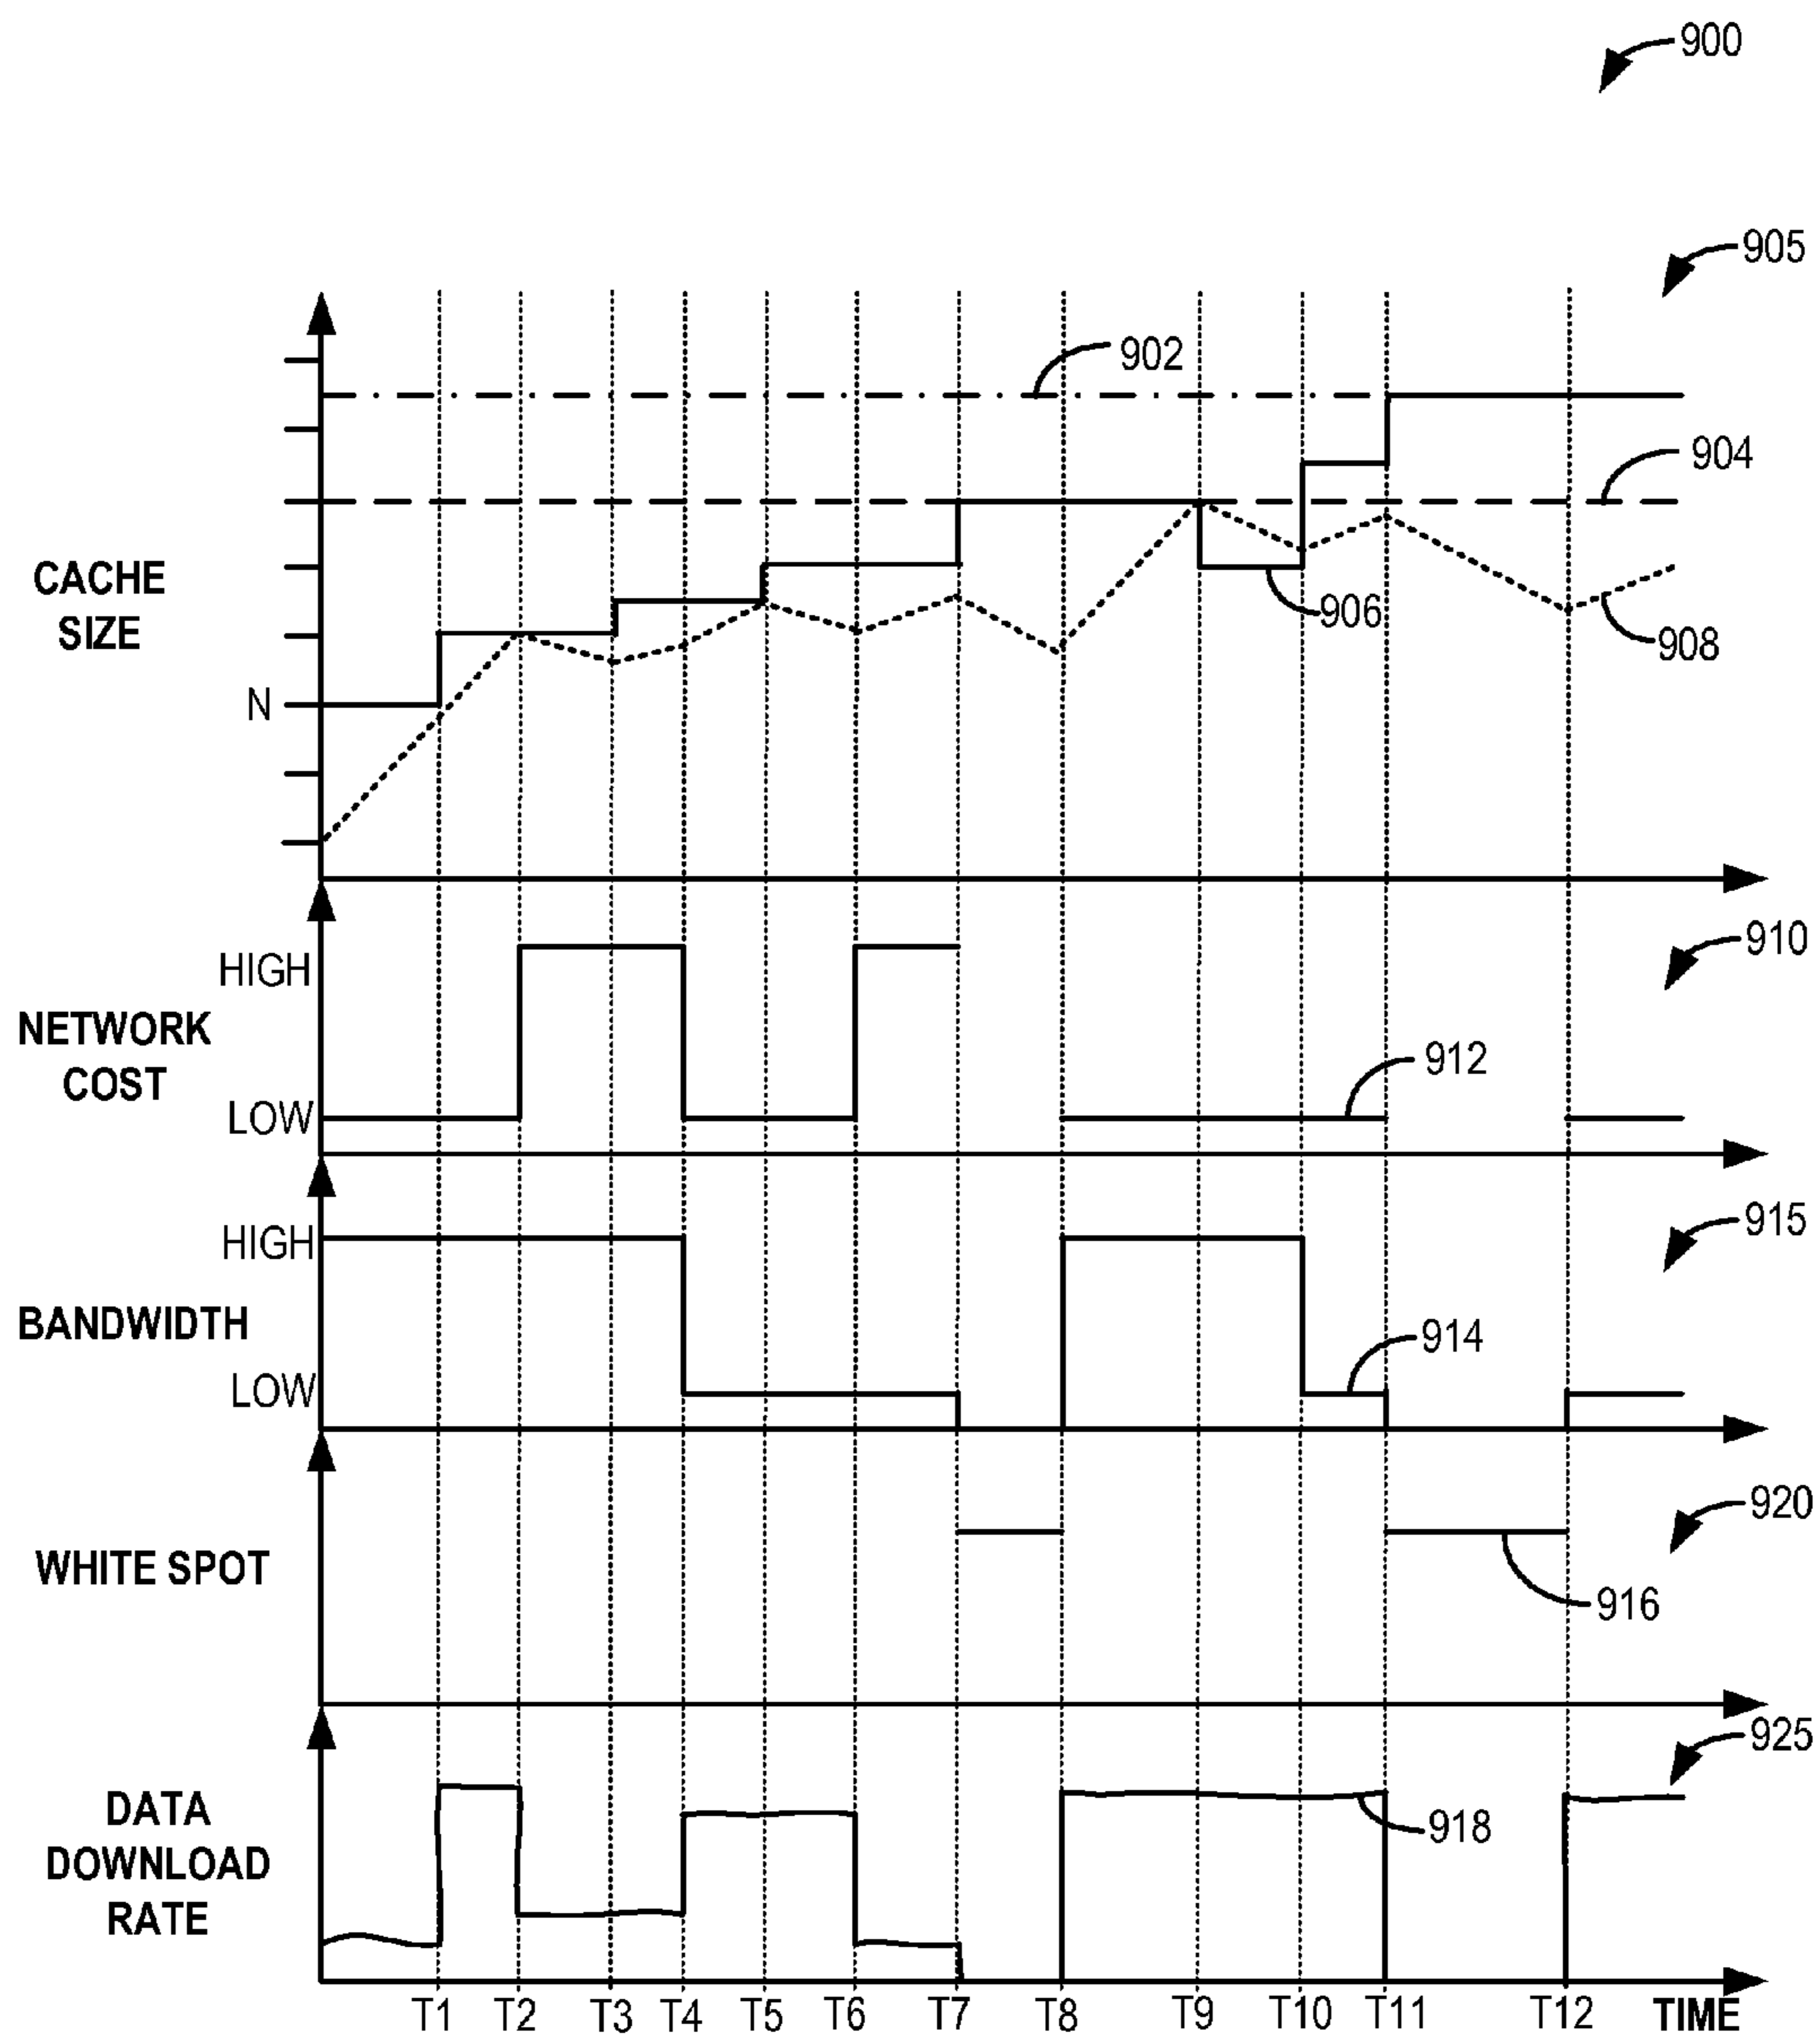 900
905
902
904
CACHE
SIZE
906
908
N
910
HIGH
NETWORK
COST
912
LOW
915
HIGH
BANDWIDTH
914
LOW
920
WHITE SPOT
916
925
DATA
DOWNLOAD
RATE
918
T1 T2 T3 T4 T5 T6 T7 T8 T9 T10 T11 T12 TIME